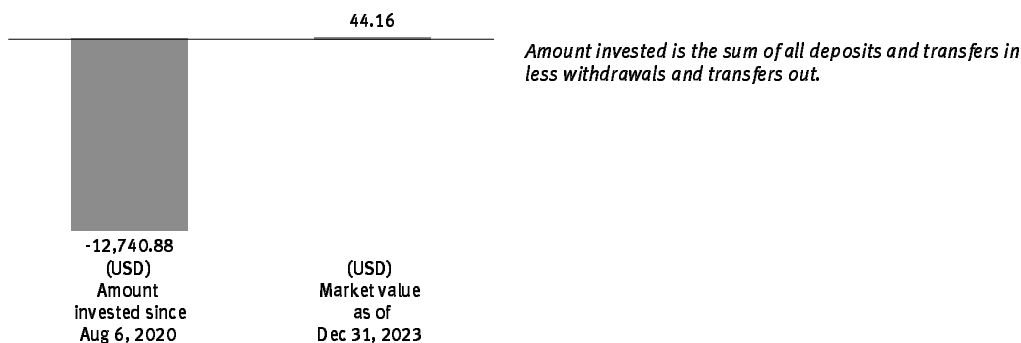 44.16
Amount invested is the sum of all deposits and transfers in
less withdrawals and transfers out.
-12,740.88
(USD)
Amount
invested since
Aug 6, 2020
(USD)
Market value
as of
Dec 31, 2023